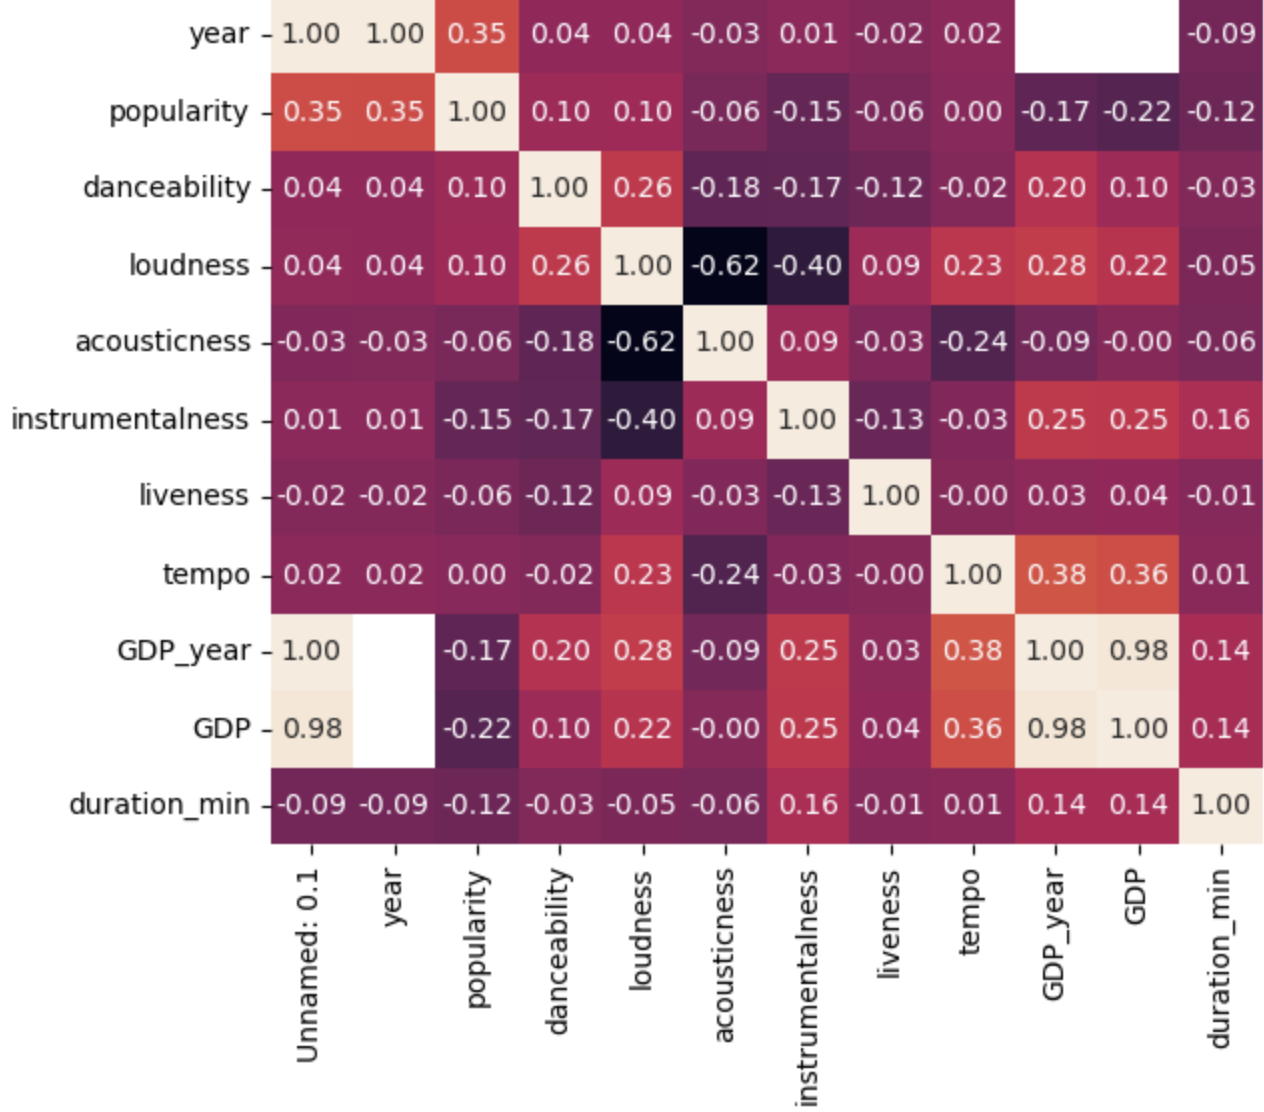 year 1.00 1.00 0.35 0.04 0.04 -0.03 0.01 -0.02 0.02 -0.09
popularity 0.35 0.35 1.00 0.10 0.10 -0.06 -0.15 -0.06 0.00 -0.17 -0.22 -0.12
danceability 0.04 0.04 0.10 1.00 0.26 -0.18 -0.17 -0.12 -0.02 0.20 0.10 -0.03
loudness 0.04 0.04 0.10 0.26 1.00 -0.62 -0.40 0.09 0.23 0.28 0.22 -0.05
acousticness -0.03 -0.03 -0.06 -0.18 -0.62 1.00 0.09 -0.03 -0.24 -0.09 -0.00 -0.06
instrumentalness 0.01 0.01 -0.15 -0.17 -0.40 0.09 1.00 -0.13 -0.03 0.25 0.25 0.16
liveness -0.02 -0.02 -0.06 -0.12 0.09 -0.03 -0.13 1.00 -0.00 0.03 0.04 -0.01
tempo 0.02 0.02 0.00 -0.02 0.23 -0.24 -0.03 -0.00 1.00 0.38 0.36 0.01
GDP_year 1.00 -0.17 0.20 0.28 -0.09 0.25 0.03 0.38 1.00 0.98 0.14
GDP 0.98 -0.22 0.10 0.22 -0.00 0.25 0.04 0.36 0.98 1.00 0.14
duration_min -0.09 -0.09 -0.12 -0.03 -0.05 -0.06 0.16 -0.01 0.01 0.14 0.14 1.00
Unnamed: 0.1
year
popularity
danceability
loudness
acousticness
instrumentalness
liveness
tempo
GDP_year
GDP
duration_min